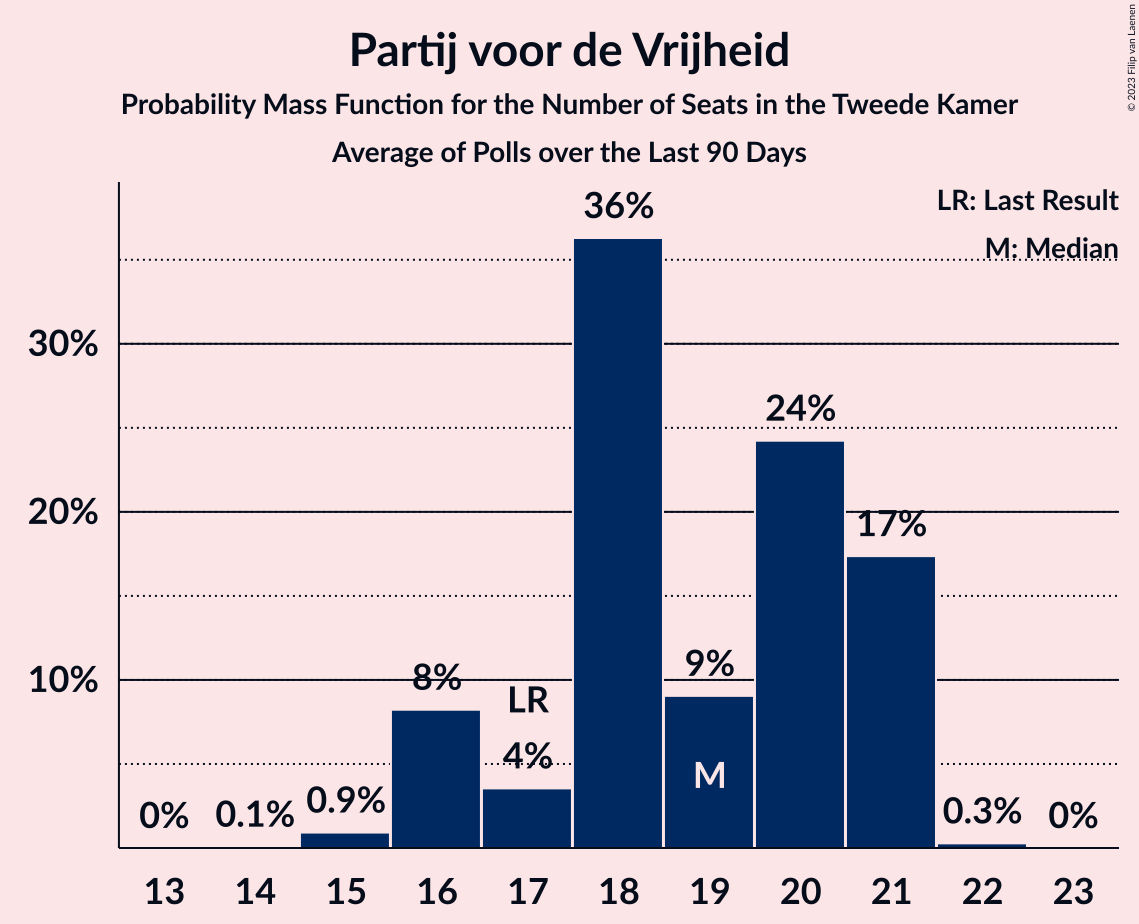 Partij voor de Vrijheid
Probability Mass Function for the Number of Seats in the Tweede Kamer
Average of Polls over the Last 90 Days
© 2023 Filip van Laenen
LR: Last Result
M: Median
36%
30%
24%
20%
17%
10%
8%
LR
9%
4%
M
0%
0.1%
0.9%
0.3%
0%
13 14 15 16 17 18 19 20 21 22 23